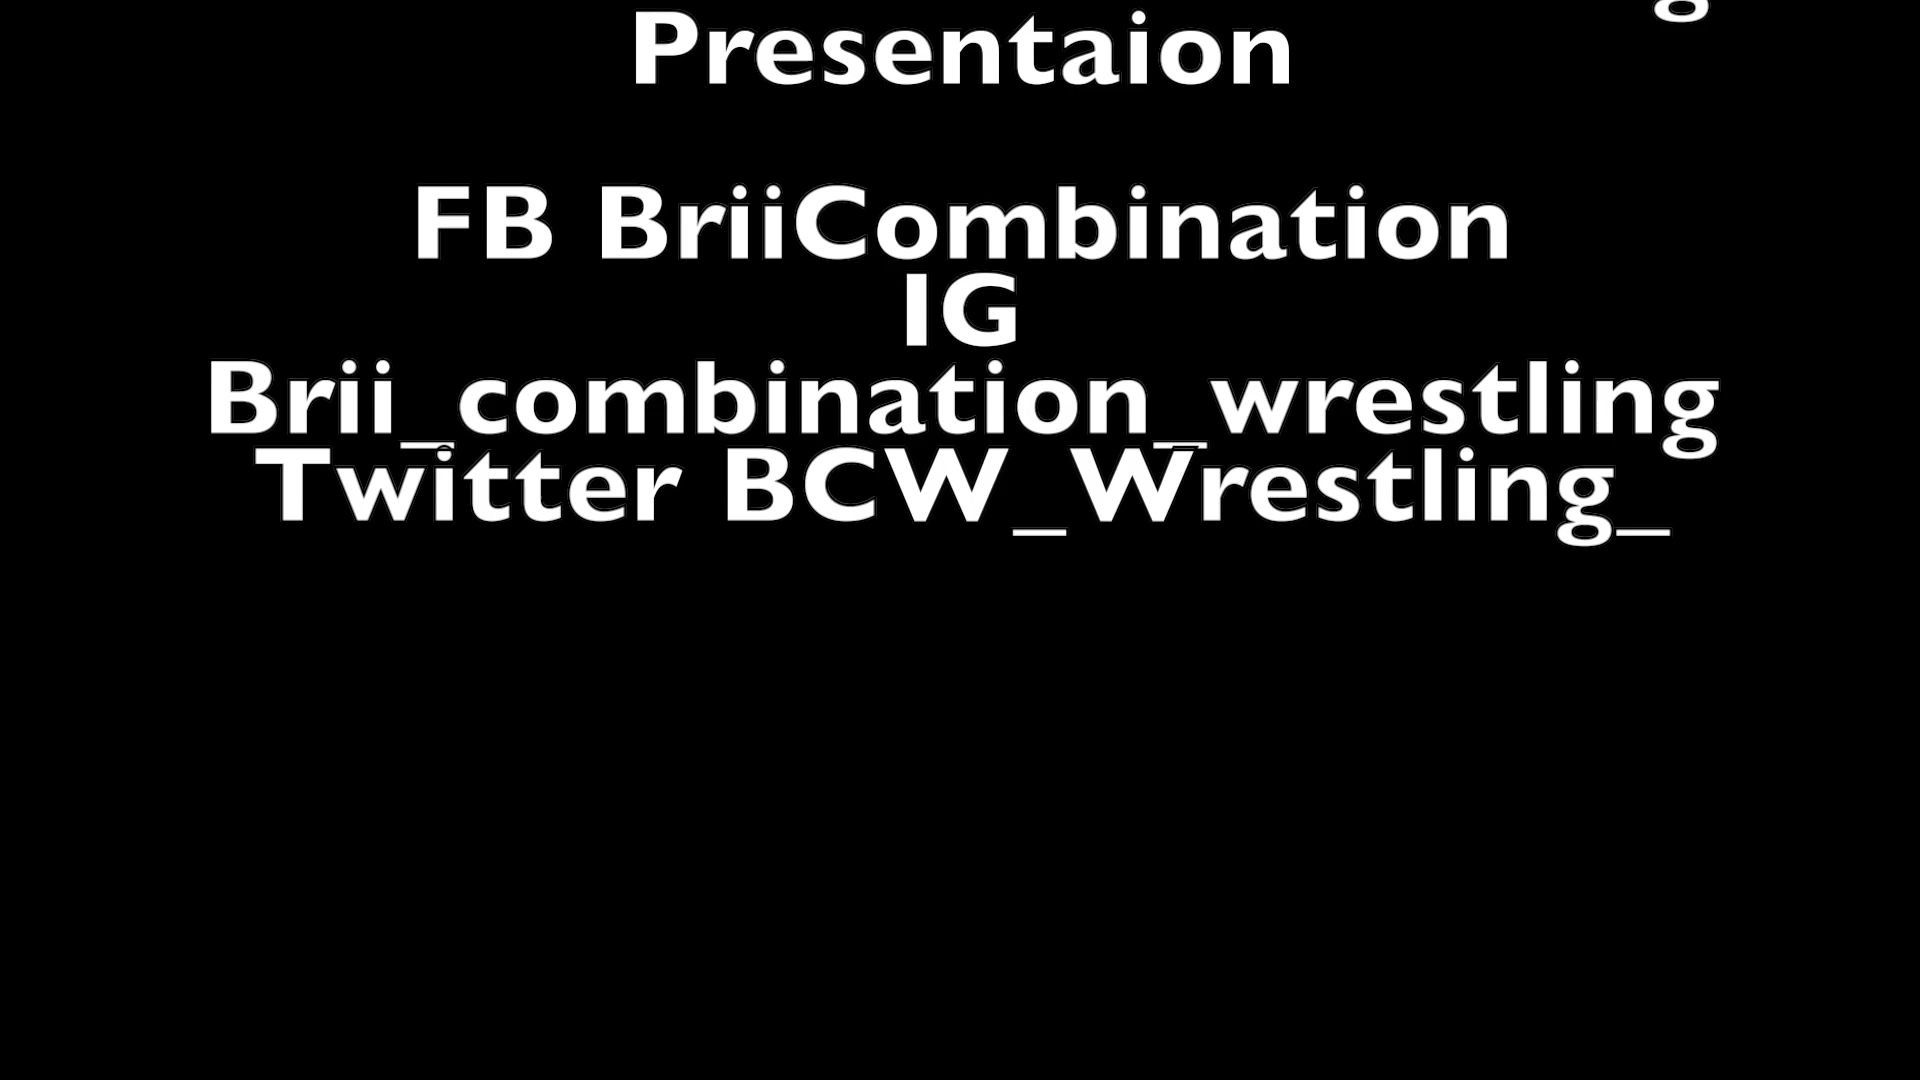 Presentaion
FB BriiCombination
IG
Brii_combination_wrestling
Twitter BCW_Wrestling_